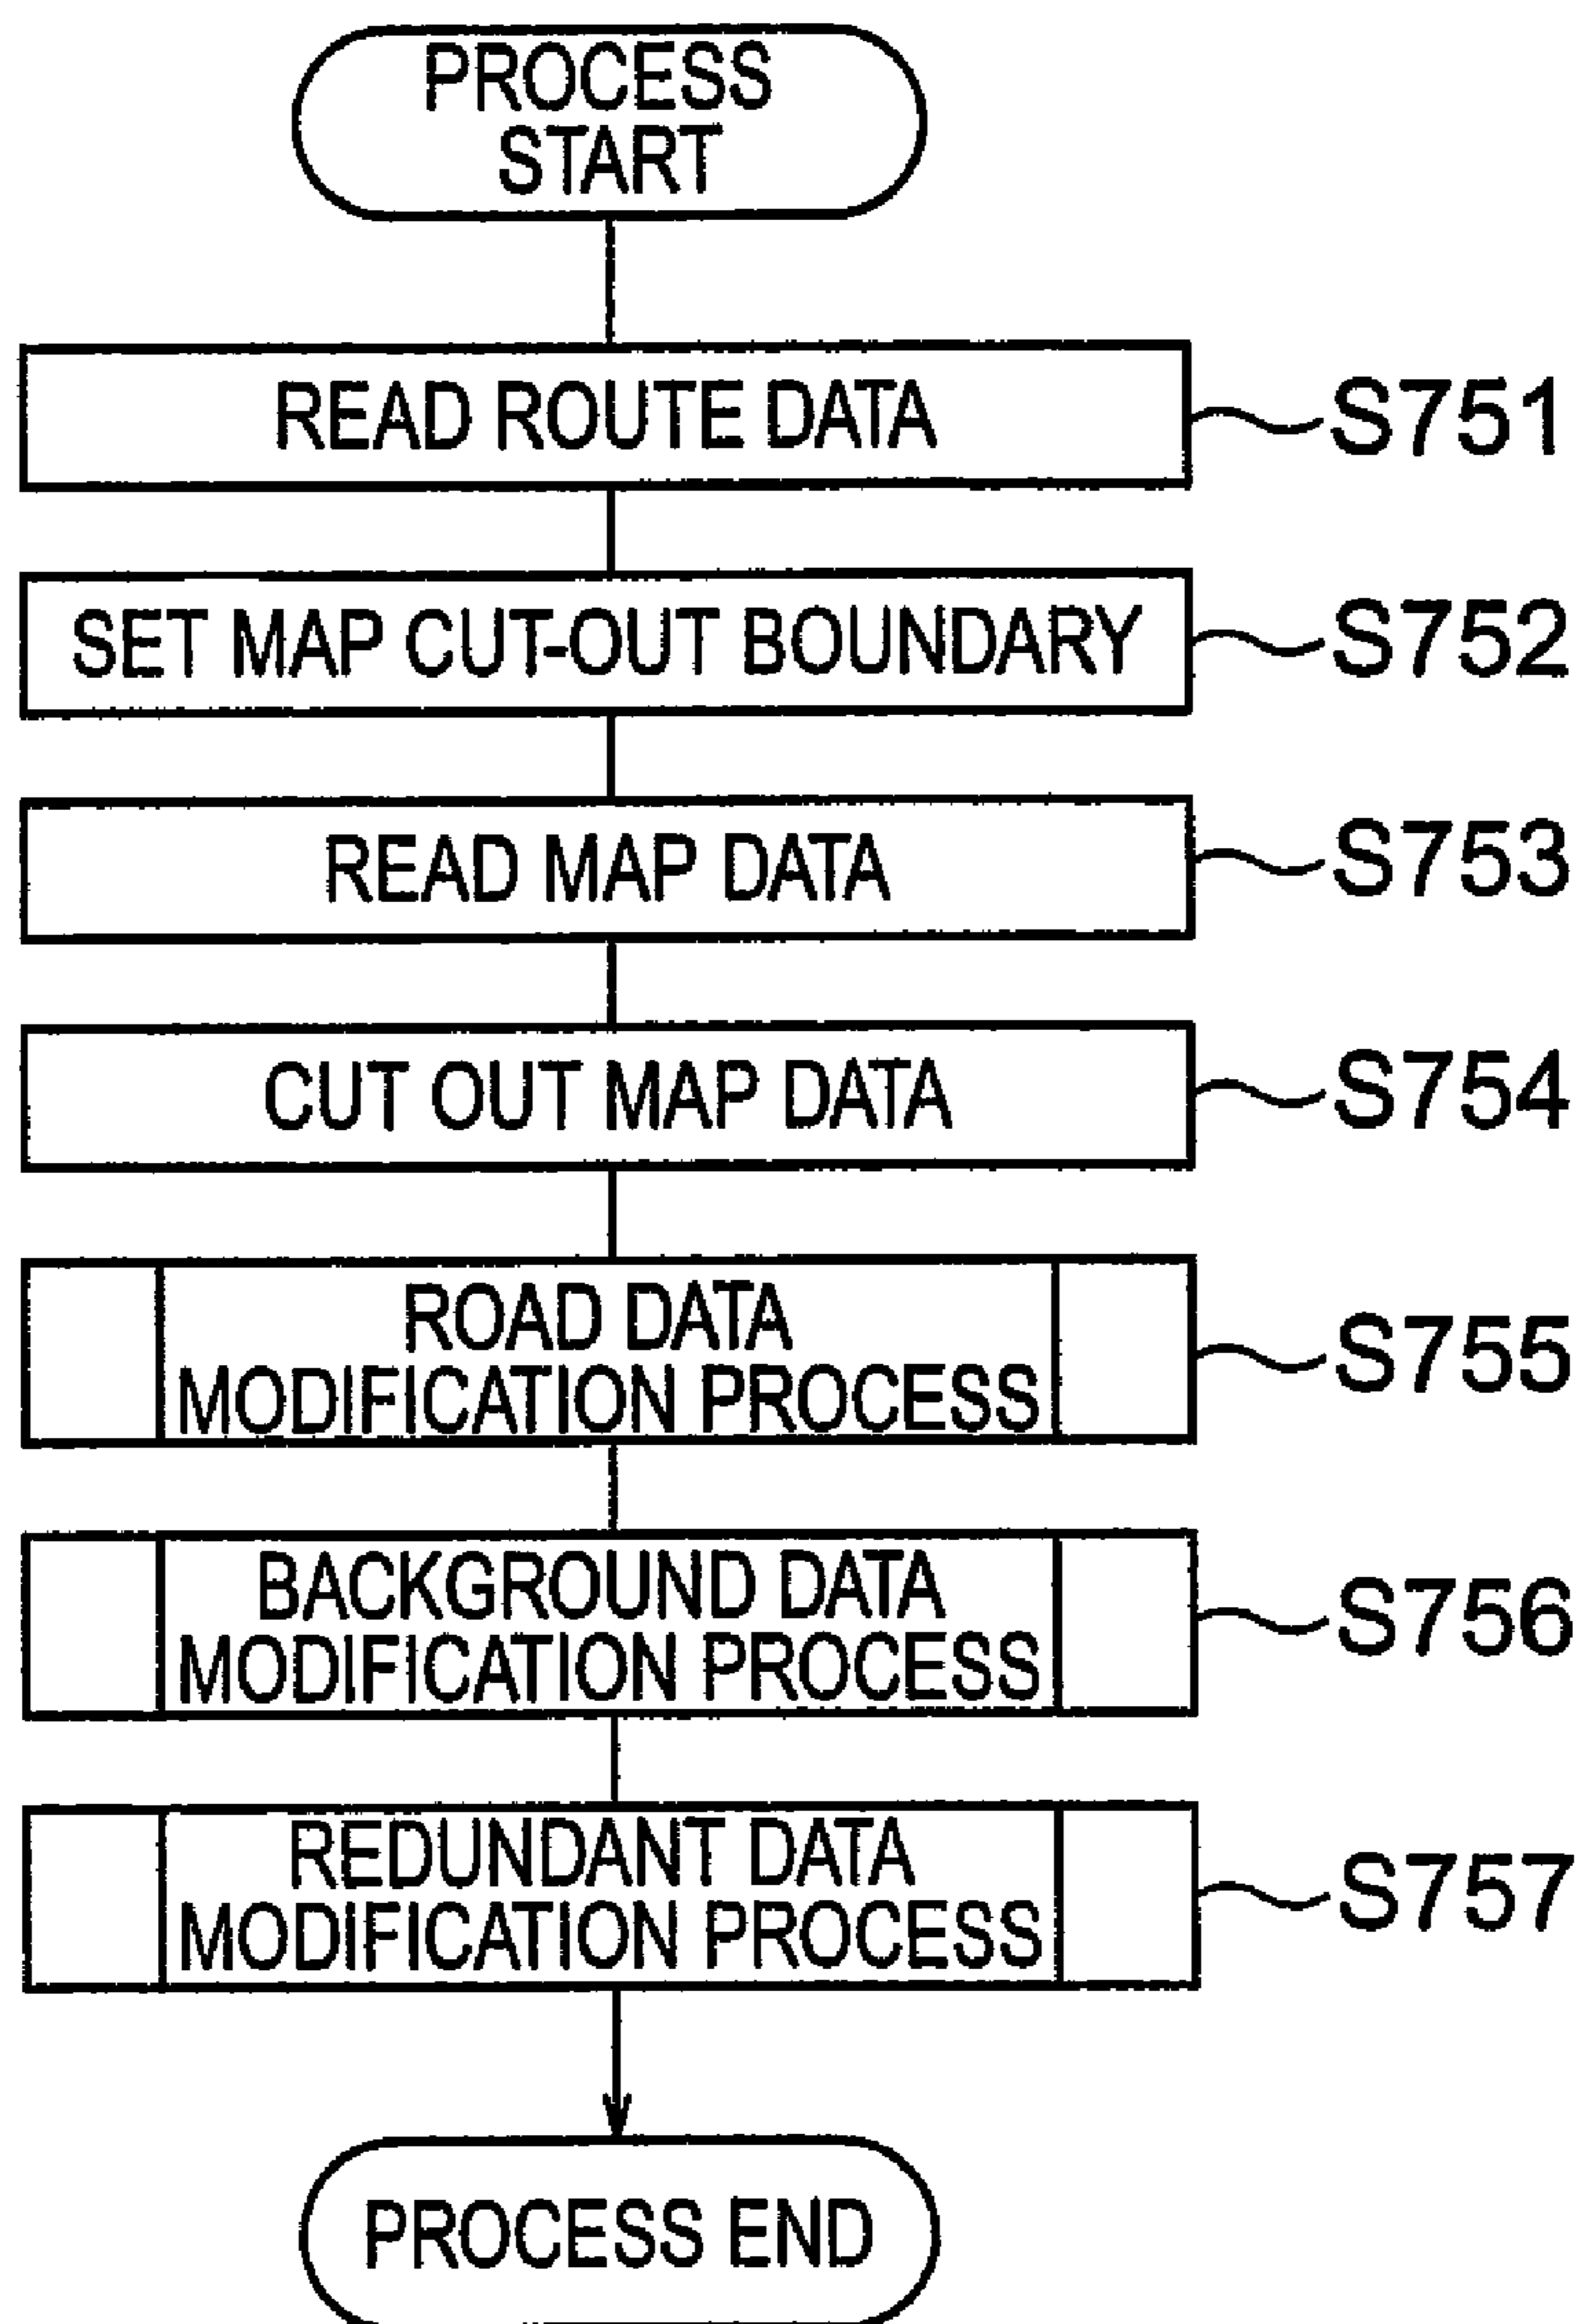 PROCESS
START
READ ROUTE DATA
S751
SET MAP CUT-OUT BOUNDARY
S752
READ MAP DATA
S753
CUT OUT MAP DATA
S754
ROAD DATA
MODIFICATION PROCESS
S755
BACKGROUND DATA
MODIFICATION PROCESS
S756
REDUNDANT DATA
MODIFICATION PROCESS
S757
PROCESS END